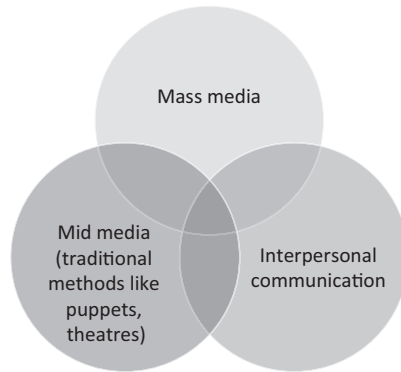 Mass media
Mid media
(traditional
methods like
puppets,
theatres)
Interpersonal
communication